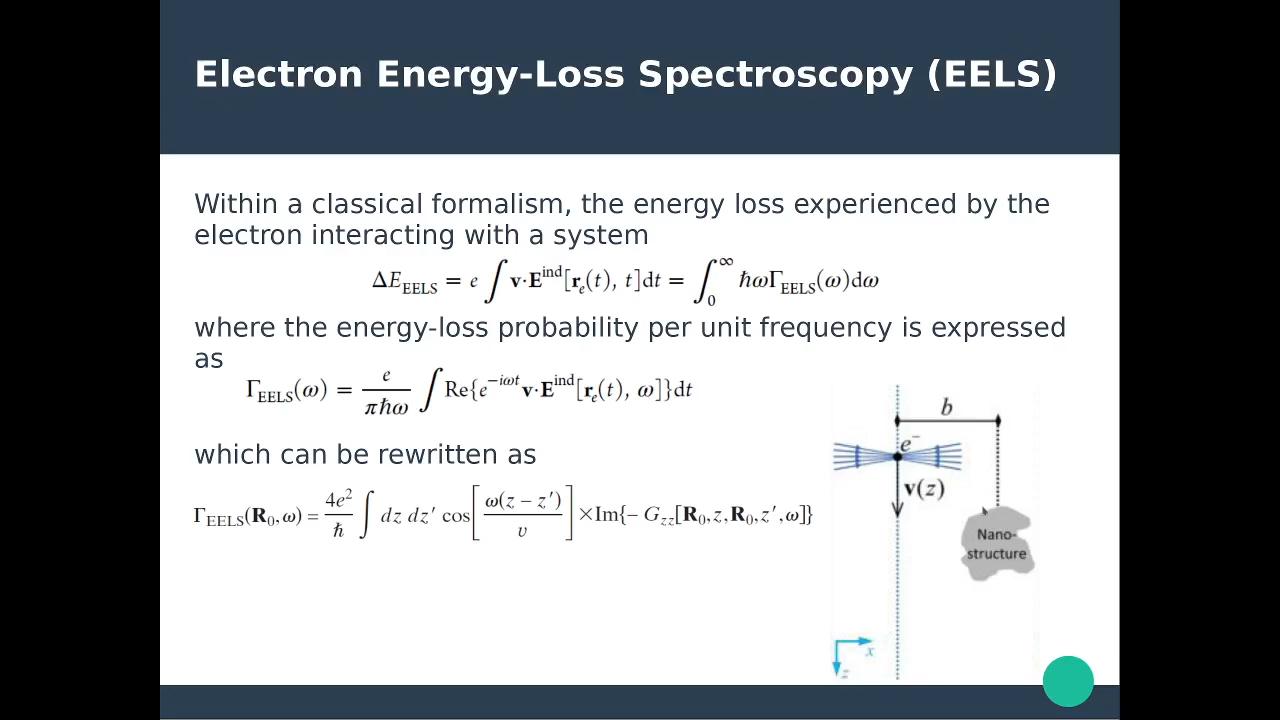 Electron Energy-Loss Spectroscopy (EELS)
Within a classical formalism, the energy loss experienced by the
electron interacting with a system
ΔE_EELS = e ∫ v·E^ind[r_e(t), t]dt = ∫_0^∞ ħωΓ_EELS(ω)dω
where the energy-loss probability per unit frequency is expressed
as
Γ_EELS(ω) = e/(πħω) ∫ Re{e^{-iωt} v·E^ind[r_e(t), ω]}dt
which can be rewritten as
Γ_EELS(R_0,ω) = 4e^2/ħ ∫ dz dz′ cos[ω(z − z′)/υ] ×Im{− G_zz[R_0,z,R_0,z′,ω]}
b
e^−
v(z)
Nano-
structure
x
z